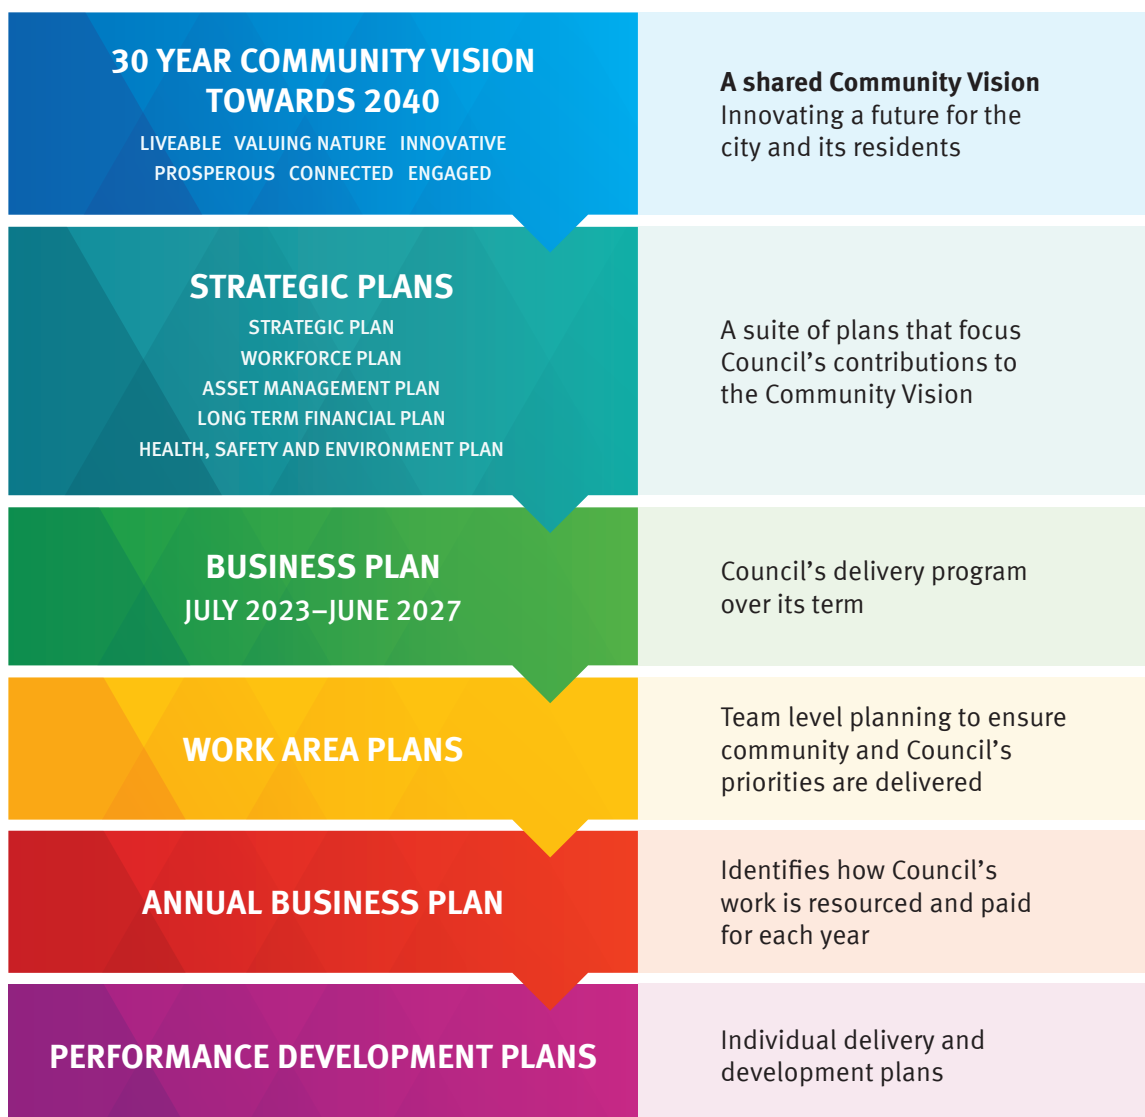 30 YEAR COMMUNITY VISION
TOWARDS 2040
LIVEABLE VALUING NATURE INNOVATIVE
PROSPEROUS CONNECTED ENGAGED
A shared Community Vision
Innovating a future for the
city and its residents
STRATEGIC PLANS
STRATEGIC PLAN
WORKFORCE PLAN
ASSET MANAGEMENT PLAN
LONG TERM FINANCIAL PLAN
HEALTH, SAFETY AND ENVIRONMENT PLAN
A suite of plans that focus
Council's contributions to
the Community Vision
BUSINESS PLAN
JULY 2023–JUNE 2027
Council's delivery program
over its term
WORK AREA PLANS
Team level planning to ensure
community and Council's
priorities are delivered
ANNUAL BUSINESS PLAN
Identifies how Council's
work is resourced and paid
for each year
PERFORMANCE DEVELOPMENT PLANS
Individual delivery and
development plans